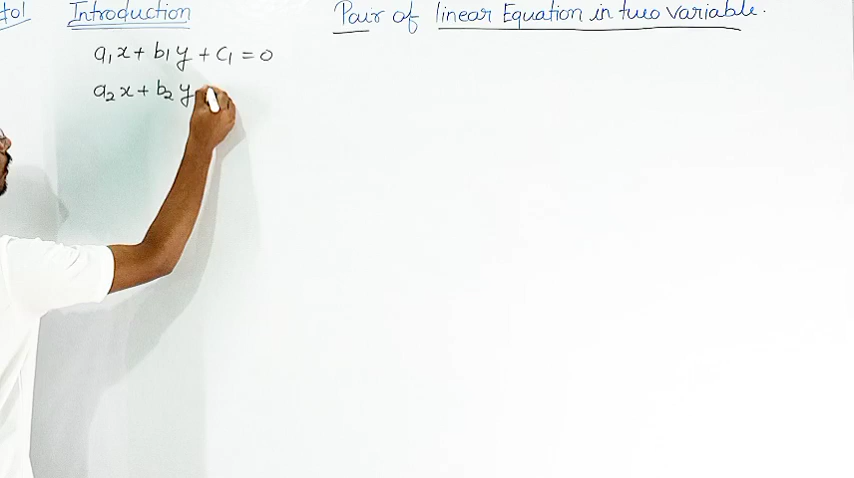 Introduction
Pair of linear Equation in two variable.
a₁x + b₁y + c₁ = 0
a₂x + b₂y